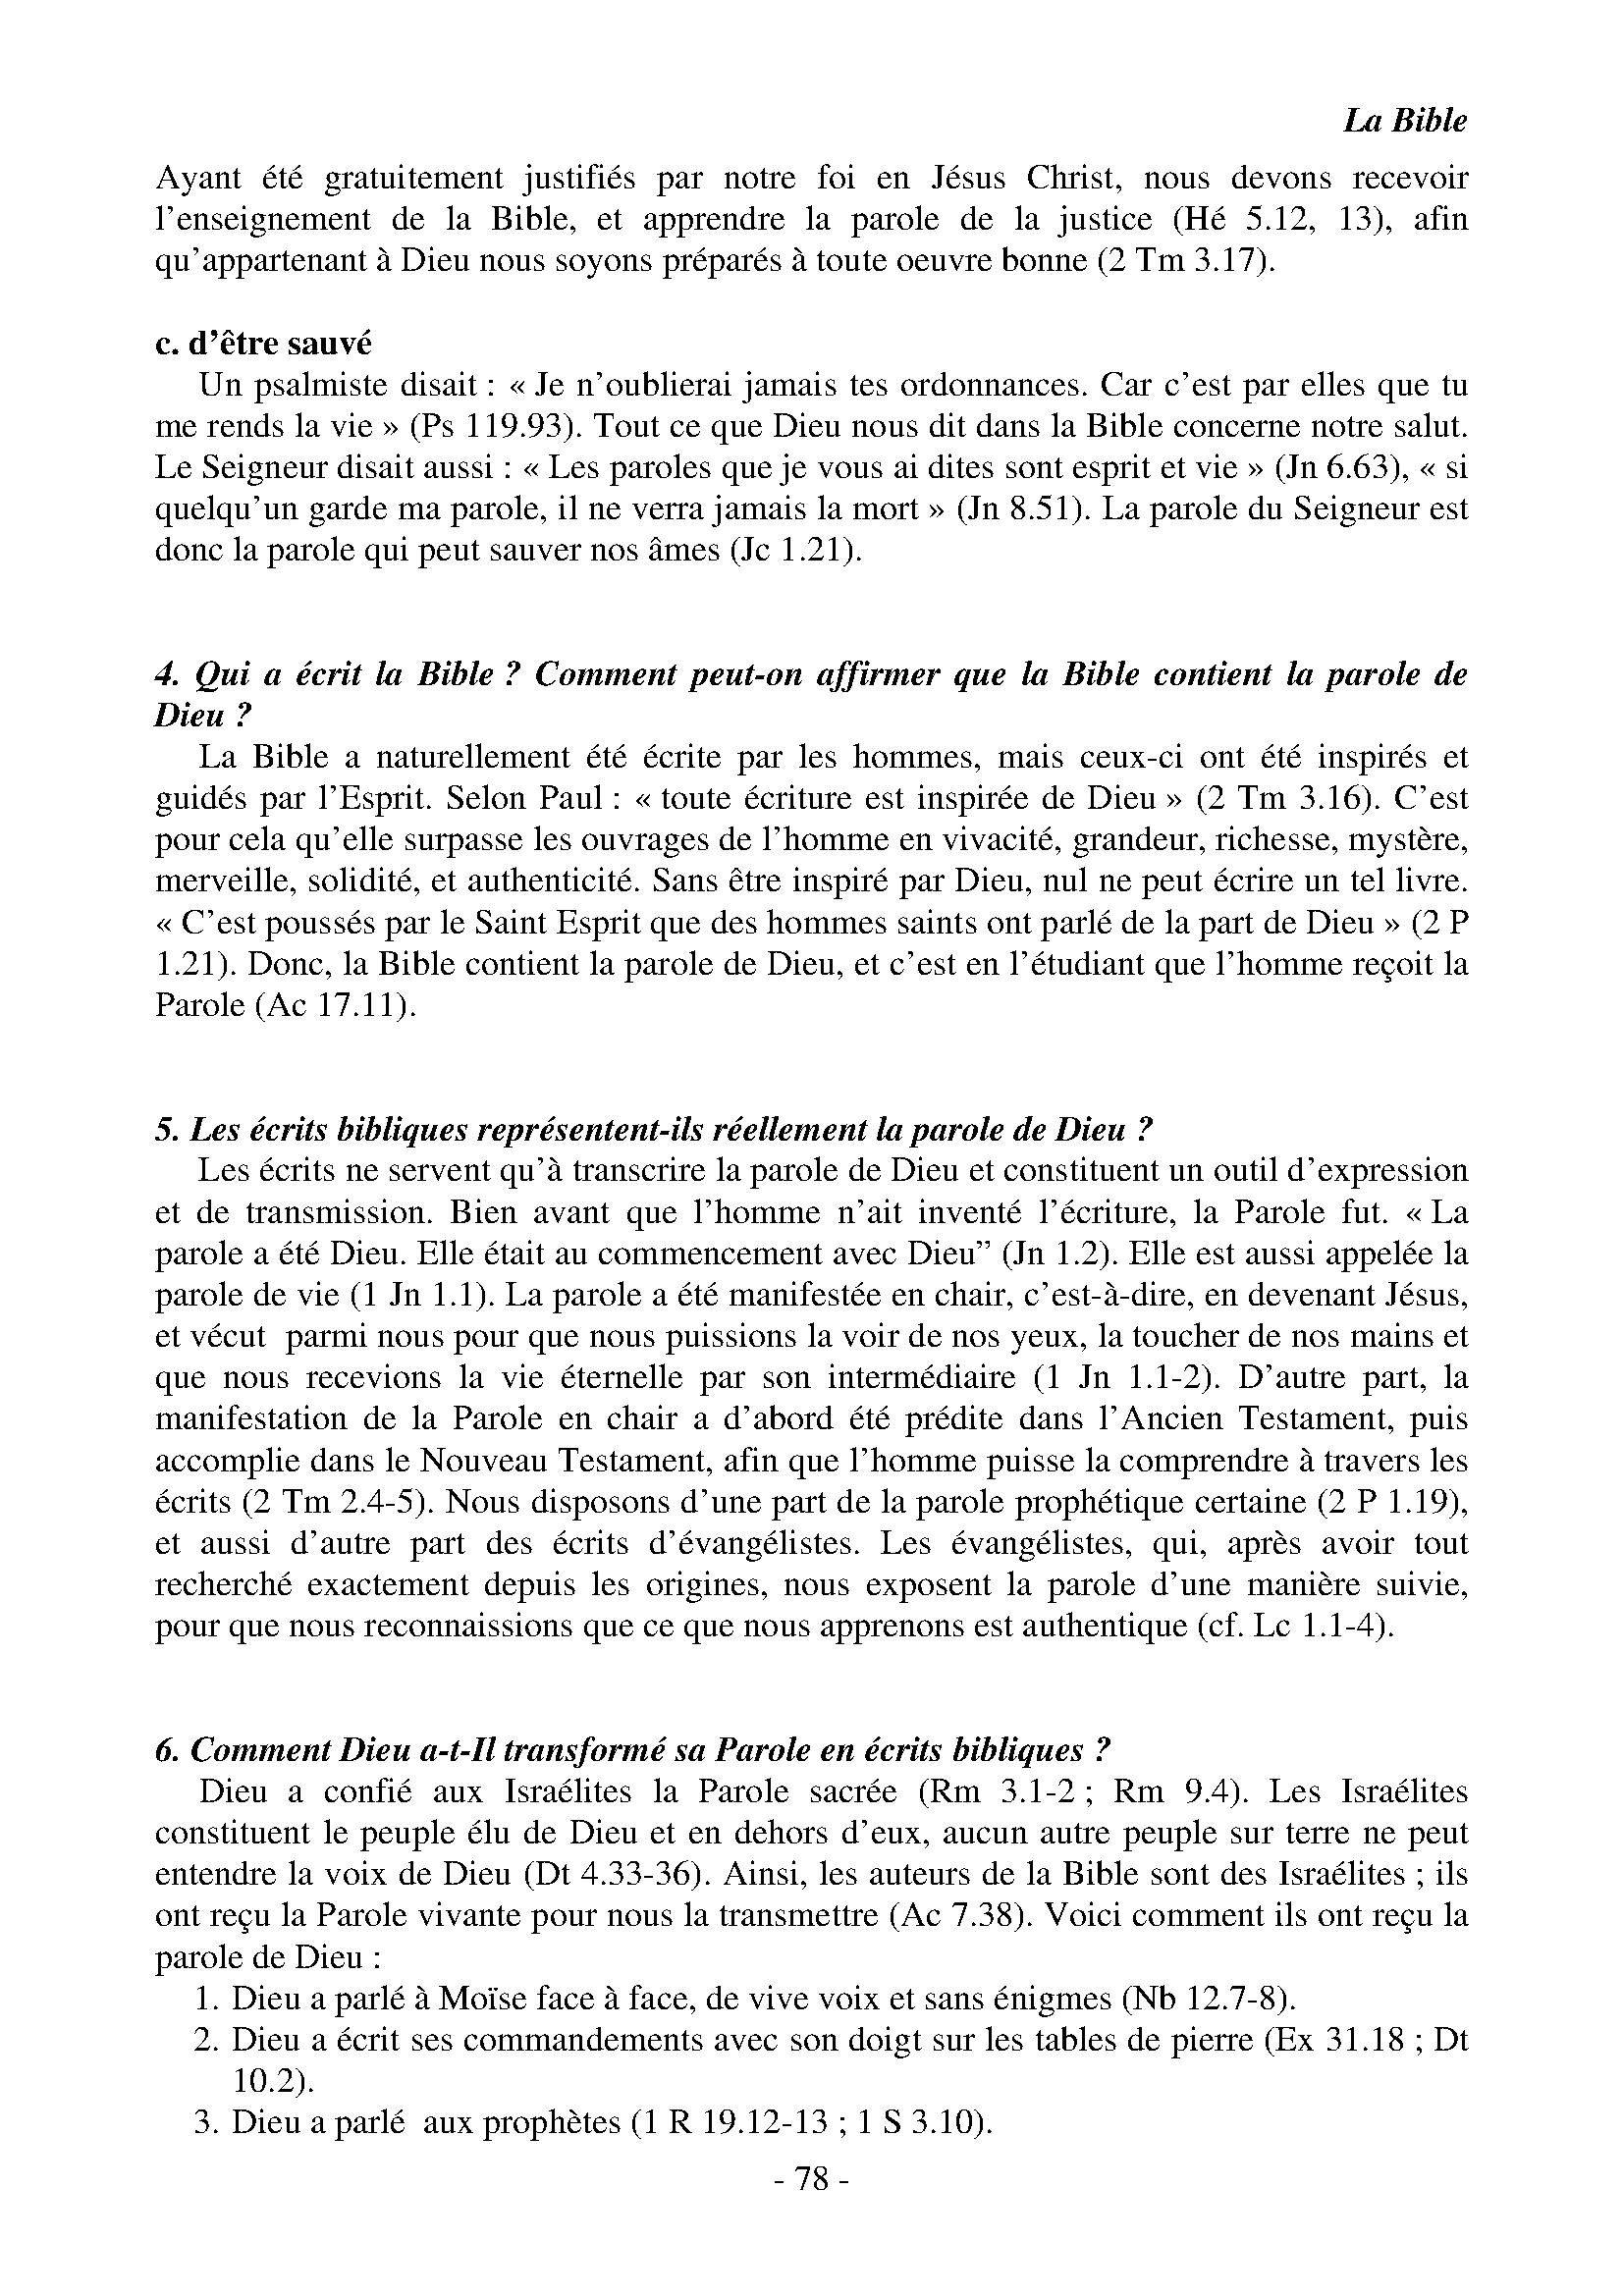 La Bible
Ayant été gratuitement justifiés par notre foi en Jésus Christ, nous devons recevoir
l’enseignement de la Bible, et apprendre la parole de la justice (Hé 5.12, 13), afin
qu’appartenant à Dieu nous soyons préparés à toute oeuvre bonne (2 Tm 3.17).
c. d’être sauvé
Un psalmiste disait : « Je n’oublierai jamais tes ordonnances. Car c’est par elles que tu
me rends la vie » (Ps 119.93). Tout ce que Dieu nous dit dans la Bible concerne notre salut.
Le Seigneur disait aussi : « Les paroles que je vous ai dites sont esprit et vie » (Jn 6.63), « si
quelqu’un garde ma parole, il ne verra jamais la mort » (Jn 8.51). La parole du Seigneur est
donc la parole qui peut sauver nos âmes (Jc 1.21).
4. Qui a écrit la Bible ? Comment peut-on affirmer que la Bible contient la parole de
Dieu ?
La Bible a naturellement été écrite par les hommes, mais ceux-ci ont été inspirés et
guidés par l’Esprit. Selon Paul : « toute écriture est inspirée de Dieu » (2 Tm 3.16). C’est
pour cela qu’elle surpasse les ouvrages de l’homme en vivacité, grandeur, richesse, mystère,
merveille, solidité, et authenticité. Sans être inspiré par Dieu, nul ne peut écrire un tel livre.
« C’est poussés par le Saint Esprit que des hommes saints ont parlé de la part de Dieu » (2 P
1.21). Donc, la Bible contient la parole de Dieu, et c’est en l’étudiant que l’homme reçoit la
Parole (Ac 17.11).
5. Les écrits bibliques représentent-ils réellement la parole de Dieu ?
Les écrits ne servent qu’à transcrire la parole de Dieu et constituent un outil d’expression
et de transmission. Bien avant que l’homme n’ait inventé l’écriture, la Parole fut. « La
parole a été Dieu. Elle était au commencement avec Dieu” (Jn 1.2). Elle est aussi appelée la
parole de vie (1 Jn 1.1). La parole a été manifestée en chair, c’est-à-dire, en devenant Jésus,
et vécut  parmi nous pour que nous puissions la voir de nos yeux, la toucher de nos mains et
que nous recevions la vie éternelle par son intermédiaire (1 Jn 1.1-2). D’autre part, la
manifestation de la Parole en chair a d’abord été prédite dans l’Ancien Testament, puis
accomplie dans le Nouveau Testament, afin que l’homme puisse la comprendre à travers les
écrits (2 Tm 2.4-5). Nous disposons d’une part de la parole prophétique certaine (2 P 1.19),
et aussi d’autre part des écrits d’évangélistes. Les évangélistes, qui, après avoir tout
recherché exactement depuis les origines, nous exposent la parole d’une manière suivie,
pour que nous reconnaissions que ce que nous apprenons est authentique (cf. Lc 1.1-4).
6. Comment Dieu a-t-Il transformé sa Parole en écrits bibliques ?
Dieu a confié aux Israélites la Parole sacrée (Rm 3.1-2 ; Rm 9.4). Les Israélites
constituent le peuple élu de Dieu et en dehors d’eux, aucun autre peuple sur terre ne peut
entendre la voix de Dieu (Dt 4.33-36). Ainsi, les auteurs de la Bible sont des Israélites ; ils
ont reçu la Parole vivante pour nous la transmettre (Ac 7.38). Voici comment ils ont reçu la
parole de Dieu :
1. Dieu a parlé à Moïse face à face, de vive voix et sans énigmes (Nb 12.7-8).
2. Dieu a écrit ses commandements avec son doigt sur les tables de pierre (Ex 31.18 ; Dt
10.2).
3. Dieu a parlé  aux prophètes (1 R 19.12-13 ; 1 S 3.10).
- 78 -